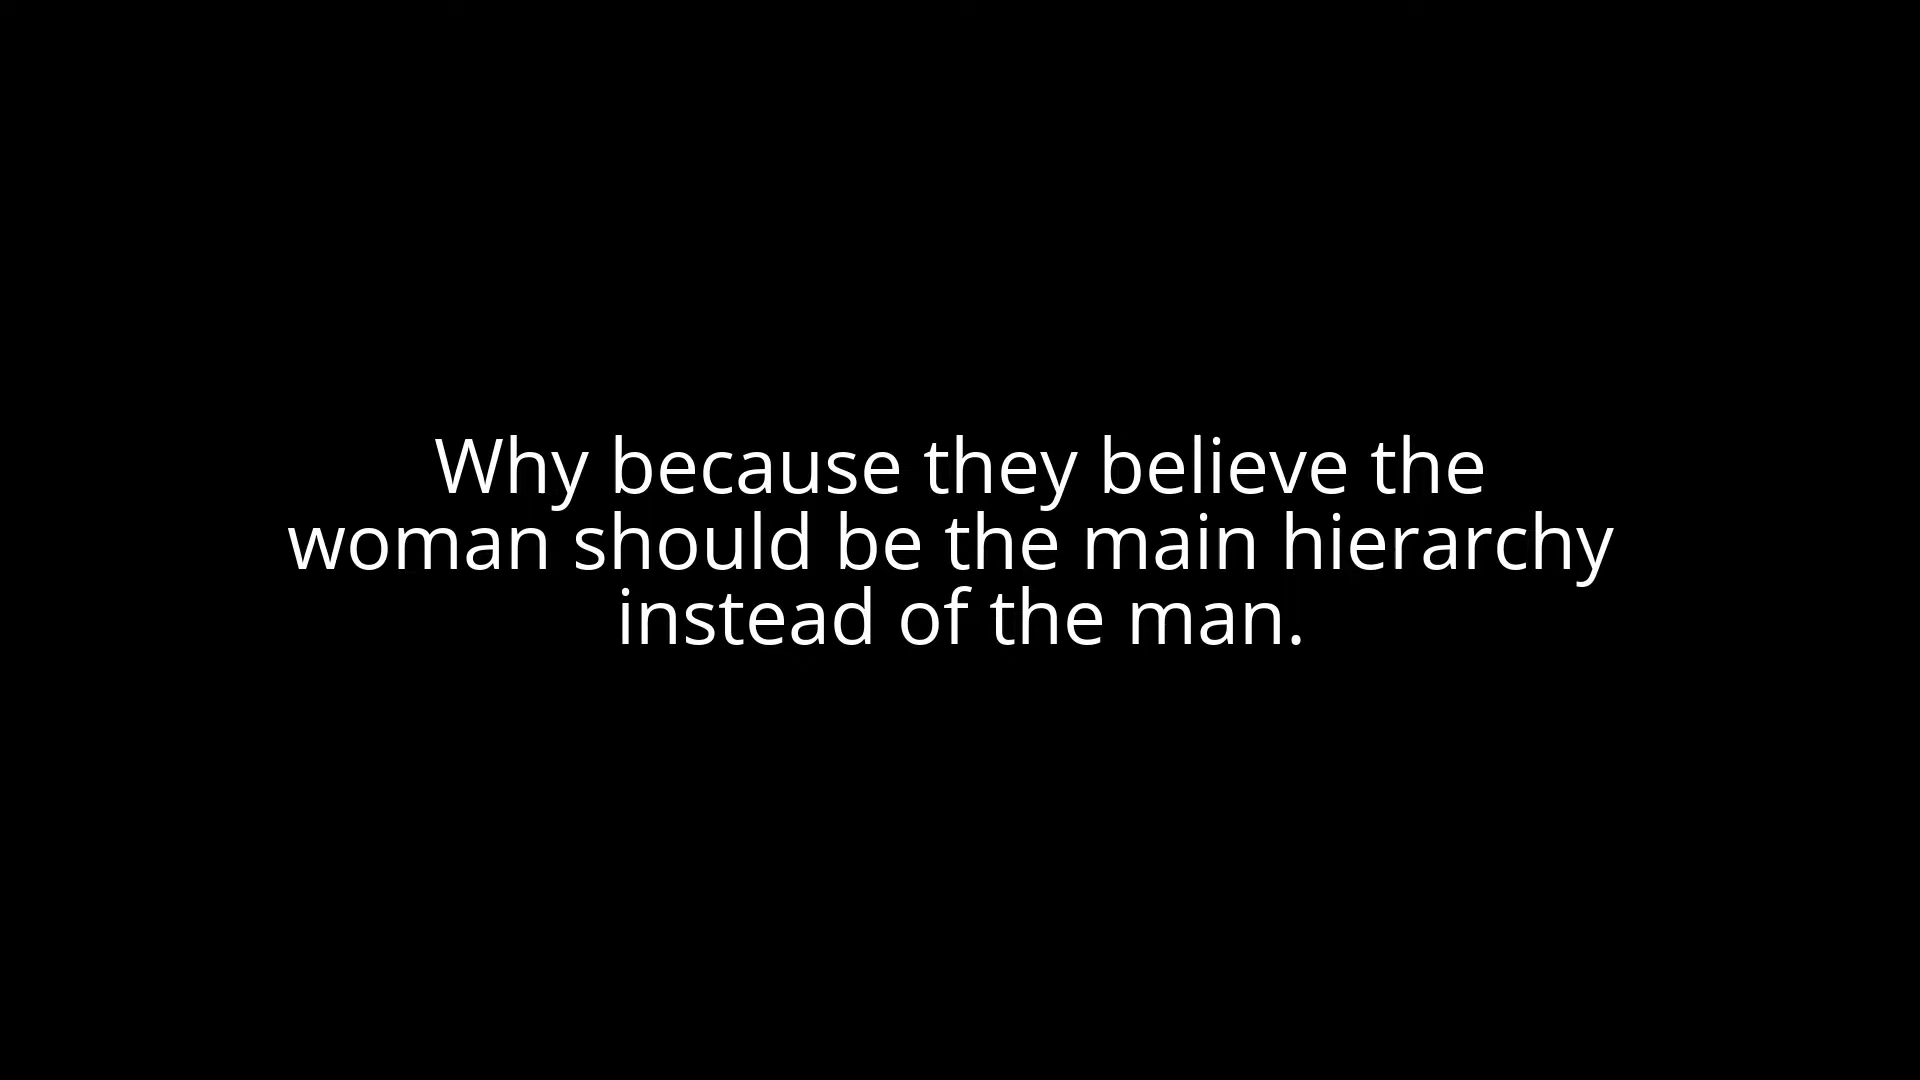 Why because they believe the
woman should be the main hierarchy
instead of the man.